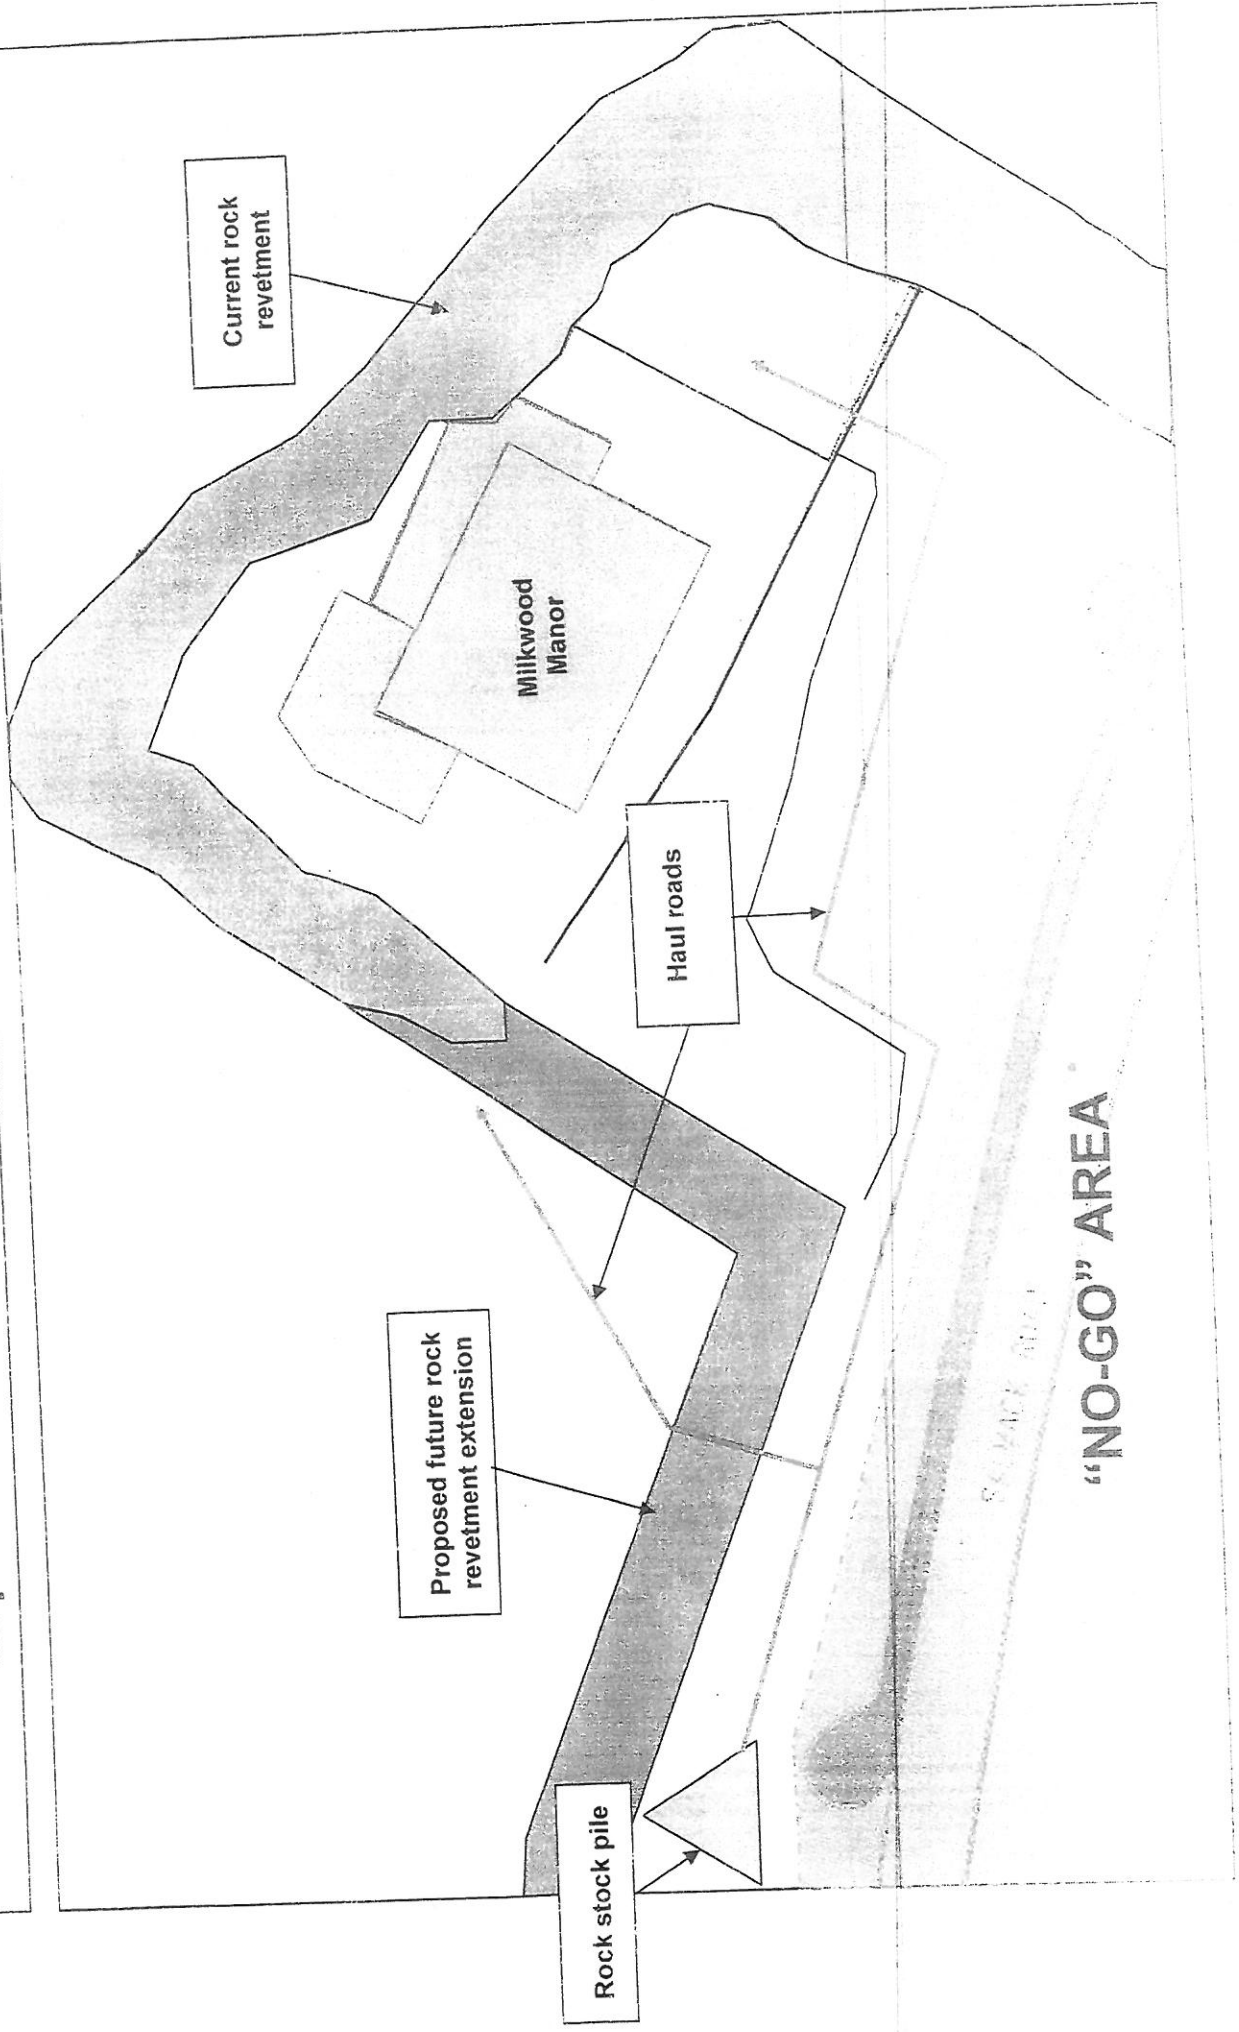 Current rock
revetment
Milkwood
Manor
Haul roads
Proposed future rock
revetment extension
Rock stock pile
"NO-GO" AREA